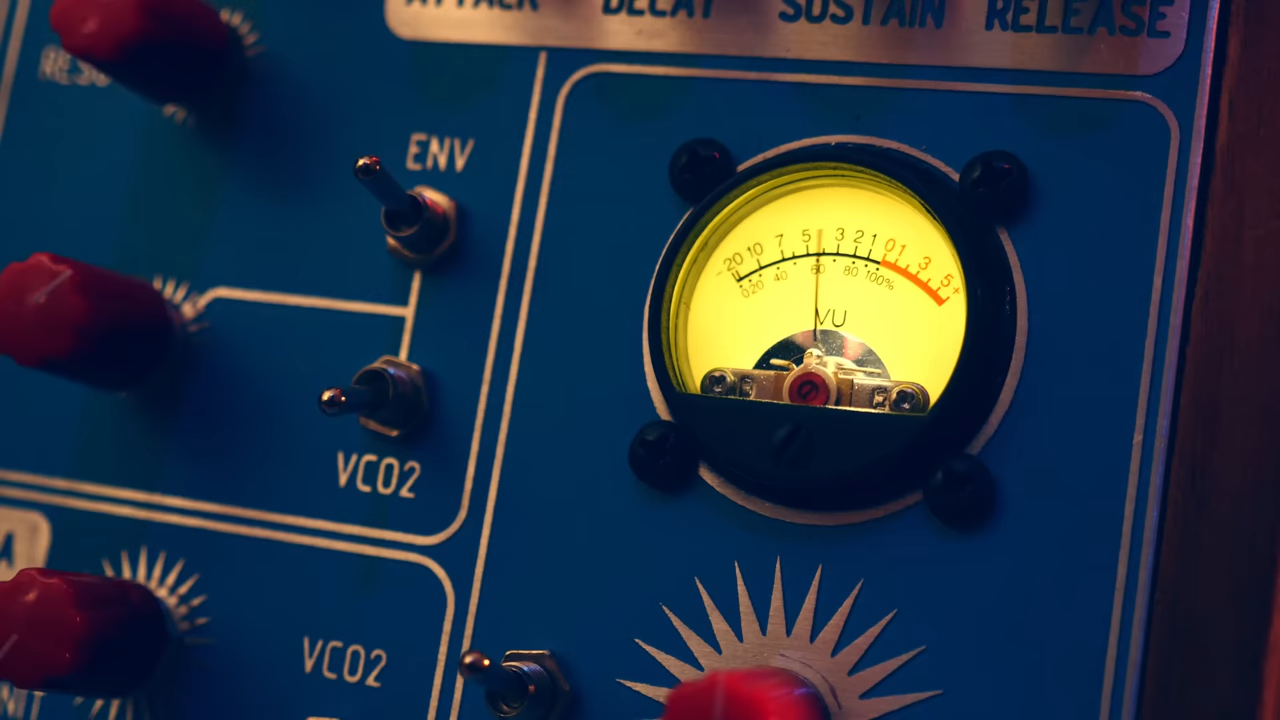 ATTACK DECAY SUSTAIN RELEASE
ENV
-20 10 7 5 3 2 1 0 1 3 5+
0 20 40 60 80 100%
VU
VCO2
VCO2